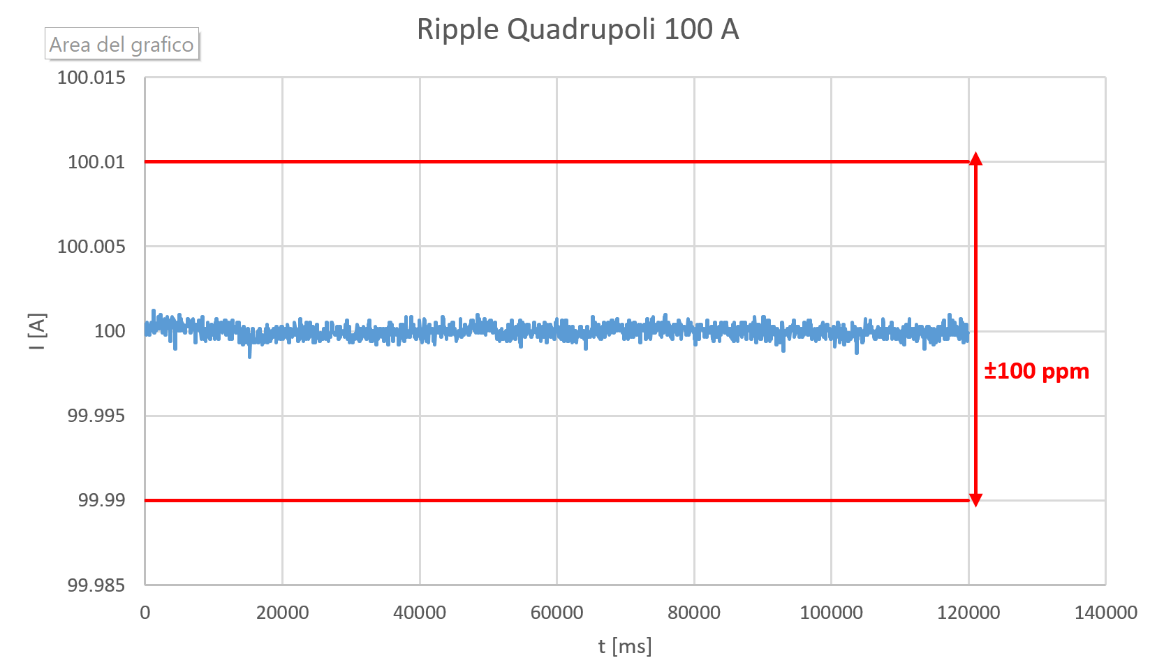 Ripple Quadrupoli 100 A
Area del grafico
100.015
100.01
100.005
100
99.995
99.99
99.985
I [A]
±100 ppm
0 20000 40000 60000 80000 100000 120000 140000
t [ms]